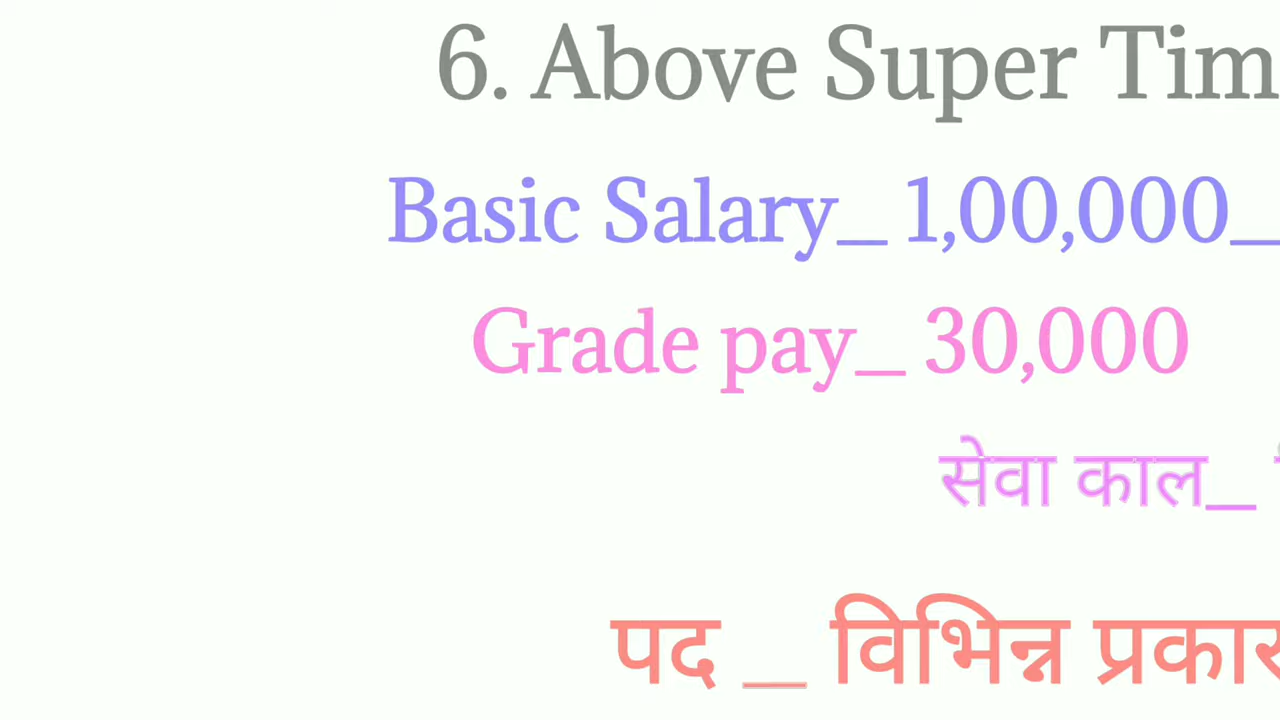 6. Above Super Tim
Basic Salary_ 1,00,000_
Grade pay_ 30,000
सेवा काल_
पद _ विभिन्न प्रकार